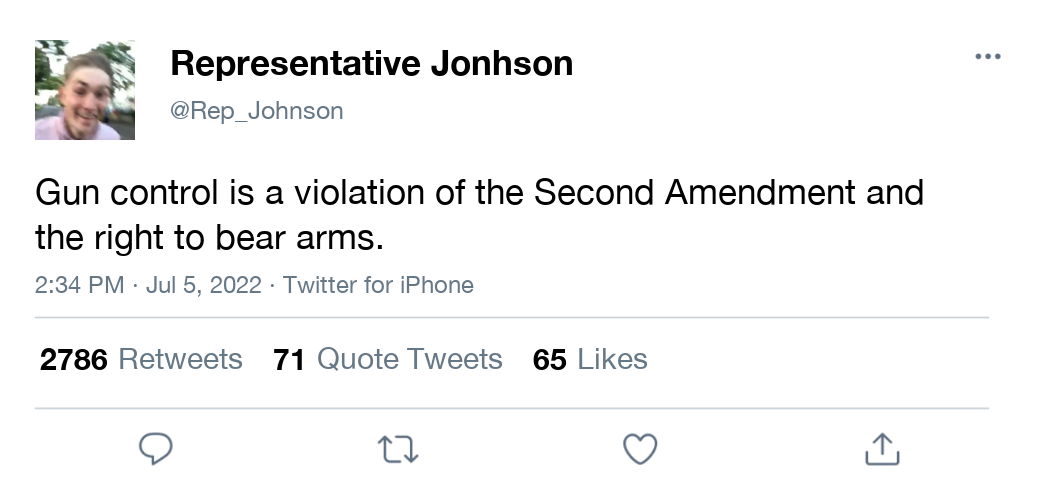 Representative Jonhson
@Rep_Johnson
Gun control is a violation of the Second Amendment and
the right to bear arms.
2:34 PM · Jul 5, 2022 · Twitter for iPhone
2786 Retweets 71 Quote Tweets 65 Likes